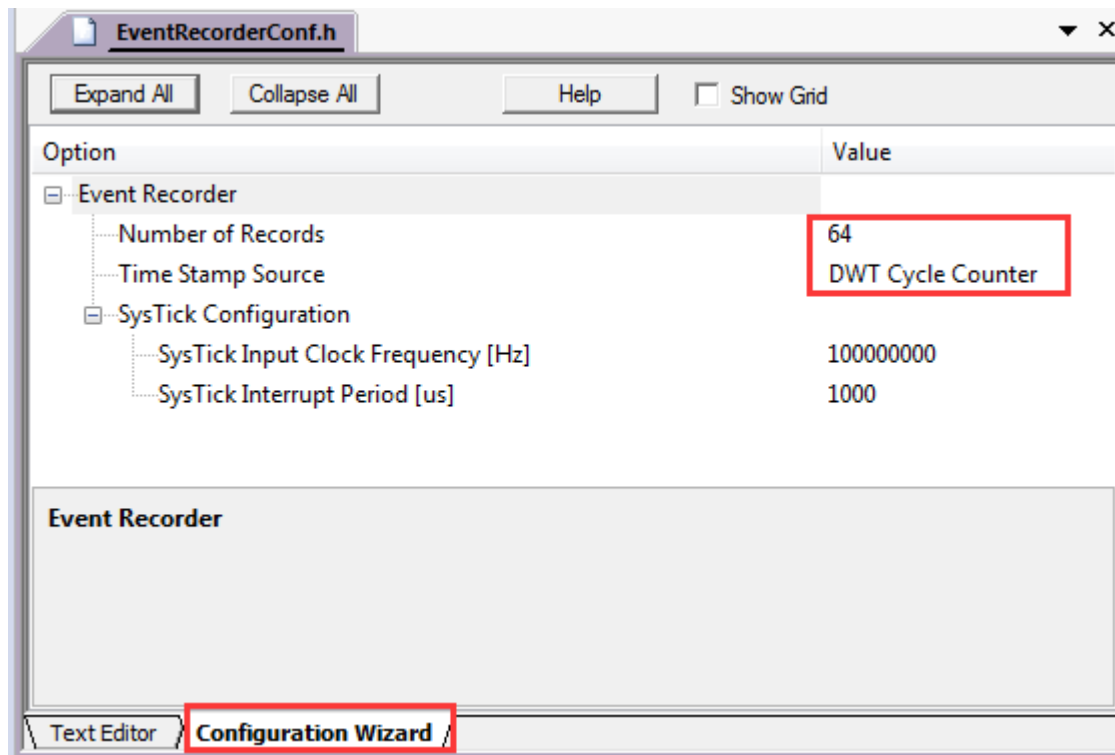 EventRecorderConf.h
Expand All Collapse All Help Show Grid
Option Value
Event Recorder
Number of Records 64
Time Stamp Source DWT Cycle Counter
SysTick Configuration
SysTick Input Clock Frequency [Hz] 100000000
SysTick Interrupt Period [us] 1000
Event Recorder
Text Editor Configuration Wizard